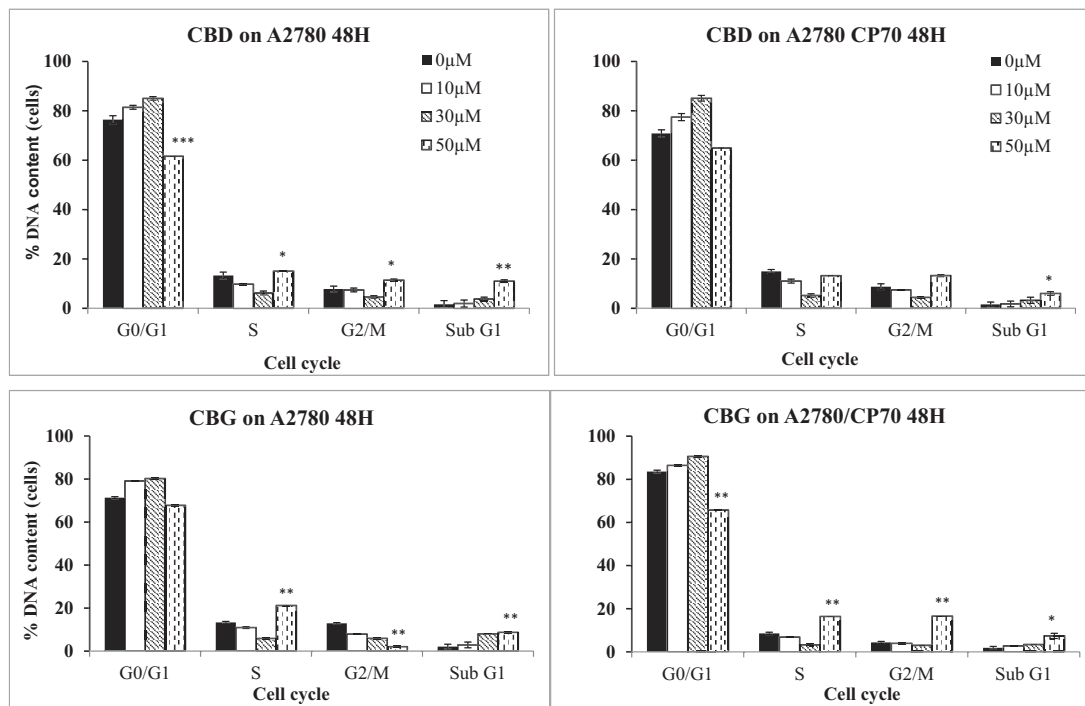 CBD on A2780 48H
0µM
10µM
30µM
50µM
100
80
60
40
20
0
% DNA content (cells)
***
*
*
**
G0/G1 S G2/M Sub G1
Cell cycle
CBD on A2780 CP70 48H
0µM
10µM
30µM
50µM
100
80
60
40
20
0
*
G0/G1 S G2/M Sub G1
Cell cycle
CBG on A2780 48H
100
80
60
40
20
0
% DNA content (cells)
**
**
**
G0/G1 S G2/M Sub G1
Cell cycle
CBG on A2780/CP70 48H
100
80
60
40
20
0
**
**
**
*
G0/G1 S G2/M Sub G1
Cell cycle